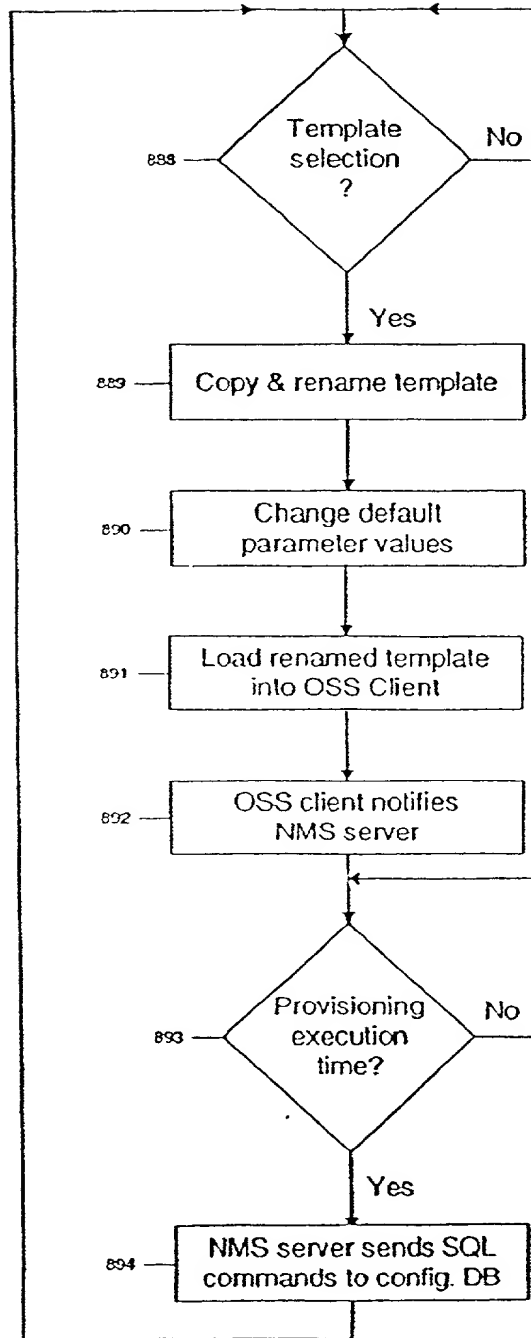 Template
selection
?
No
888
Yes
889
Copy & rename template
890
Change default
parameter values
891
Load renamed template
into OSS Client
892
OSS client notifies
NMS server
Provisioning
execution
time?
No
893
Yes
894
NMS server sends SQL
commands to config. DB